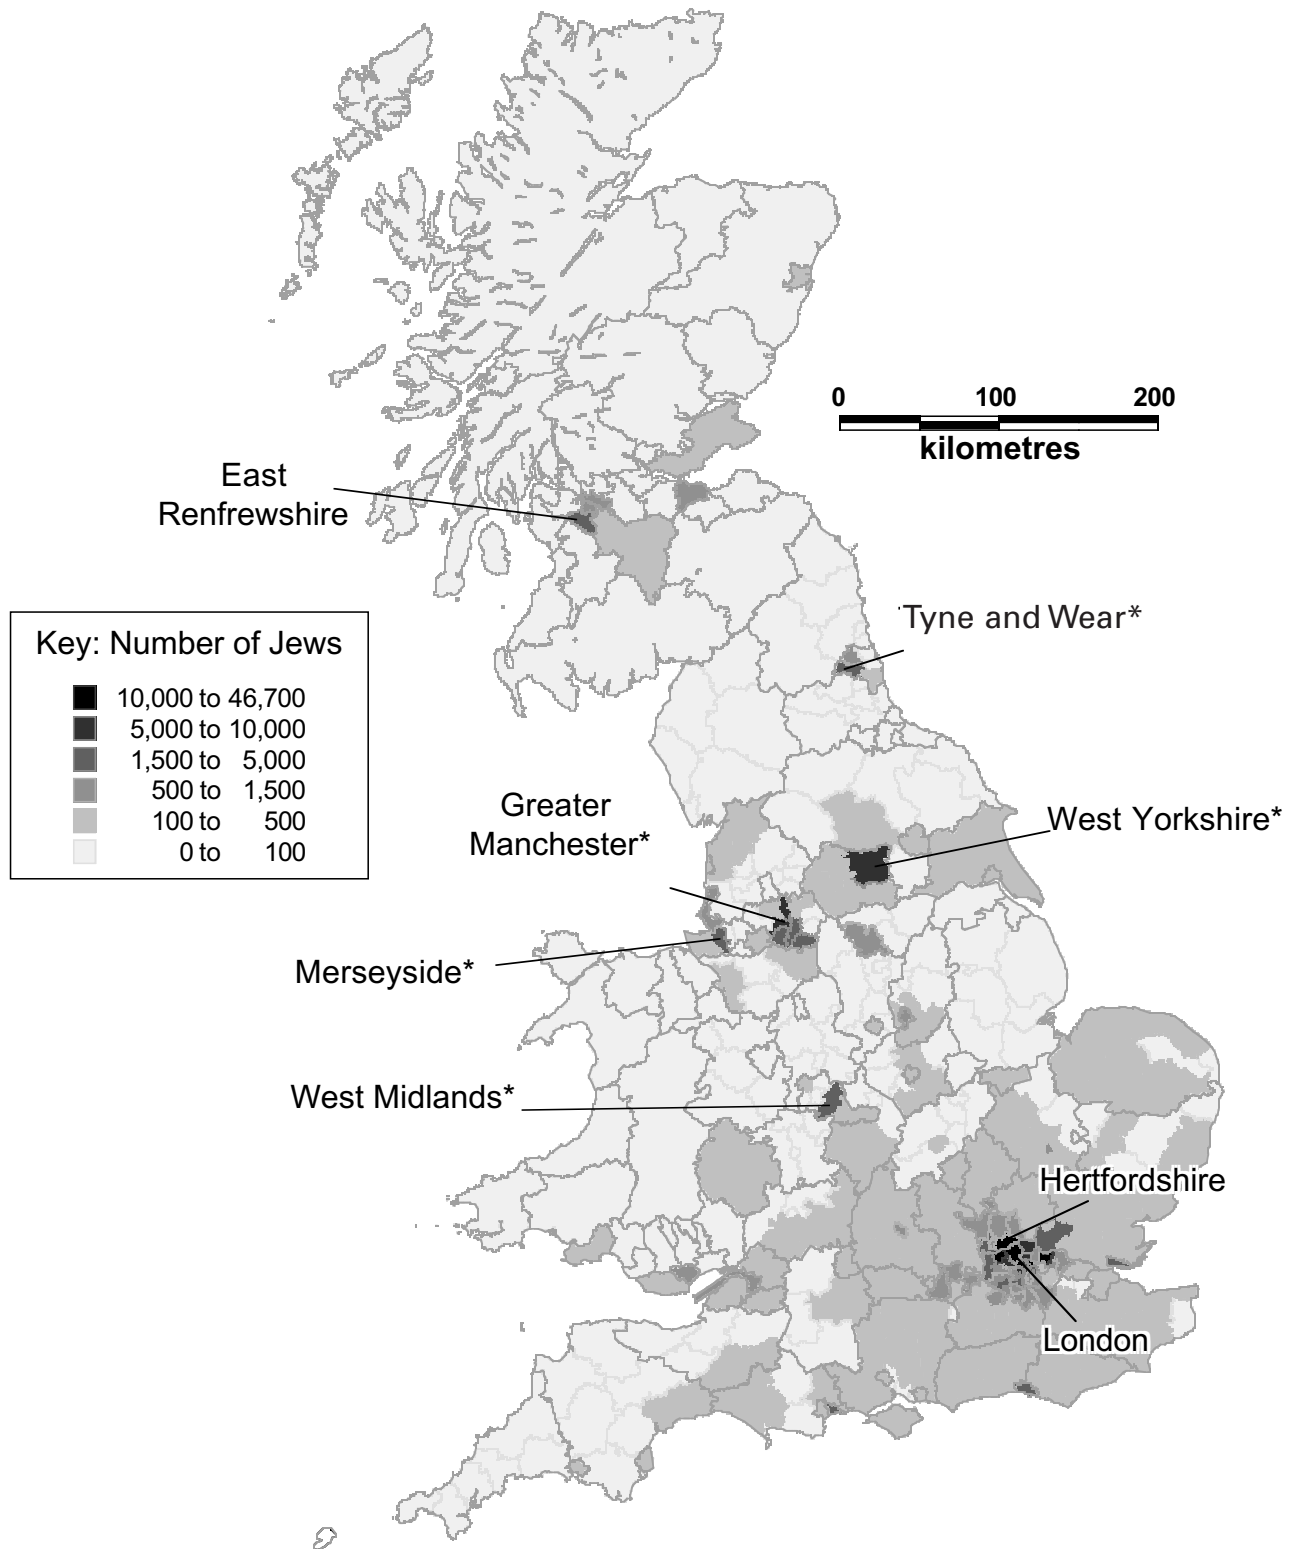 0 100 200
kilometres
East
Renfrewshire
Tyne and Wear*
Key: Number of Jews
10,000 to 46,700
5,000 to 10,000
1,500 to 5,000
500 to 1,500
100 to 500
0 to 100
Greater
Manchester*
West Yorkshire*
Merseyside*
West Midlands*
Hertfordshire
London